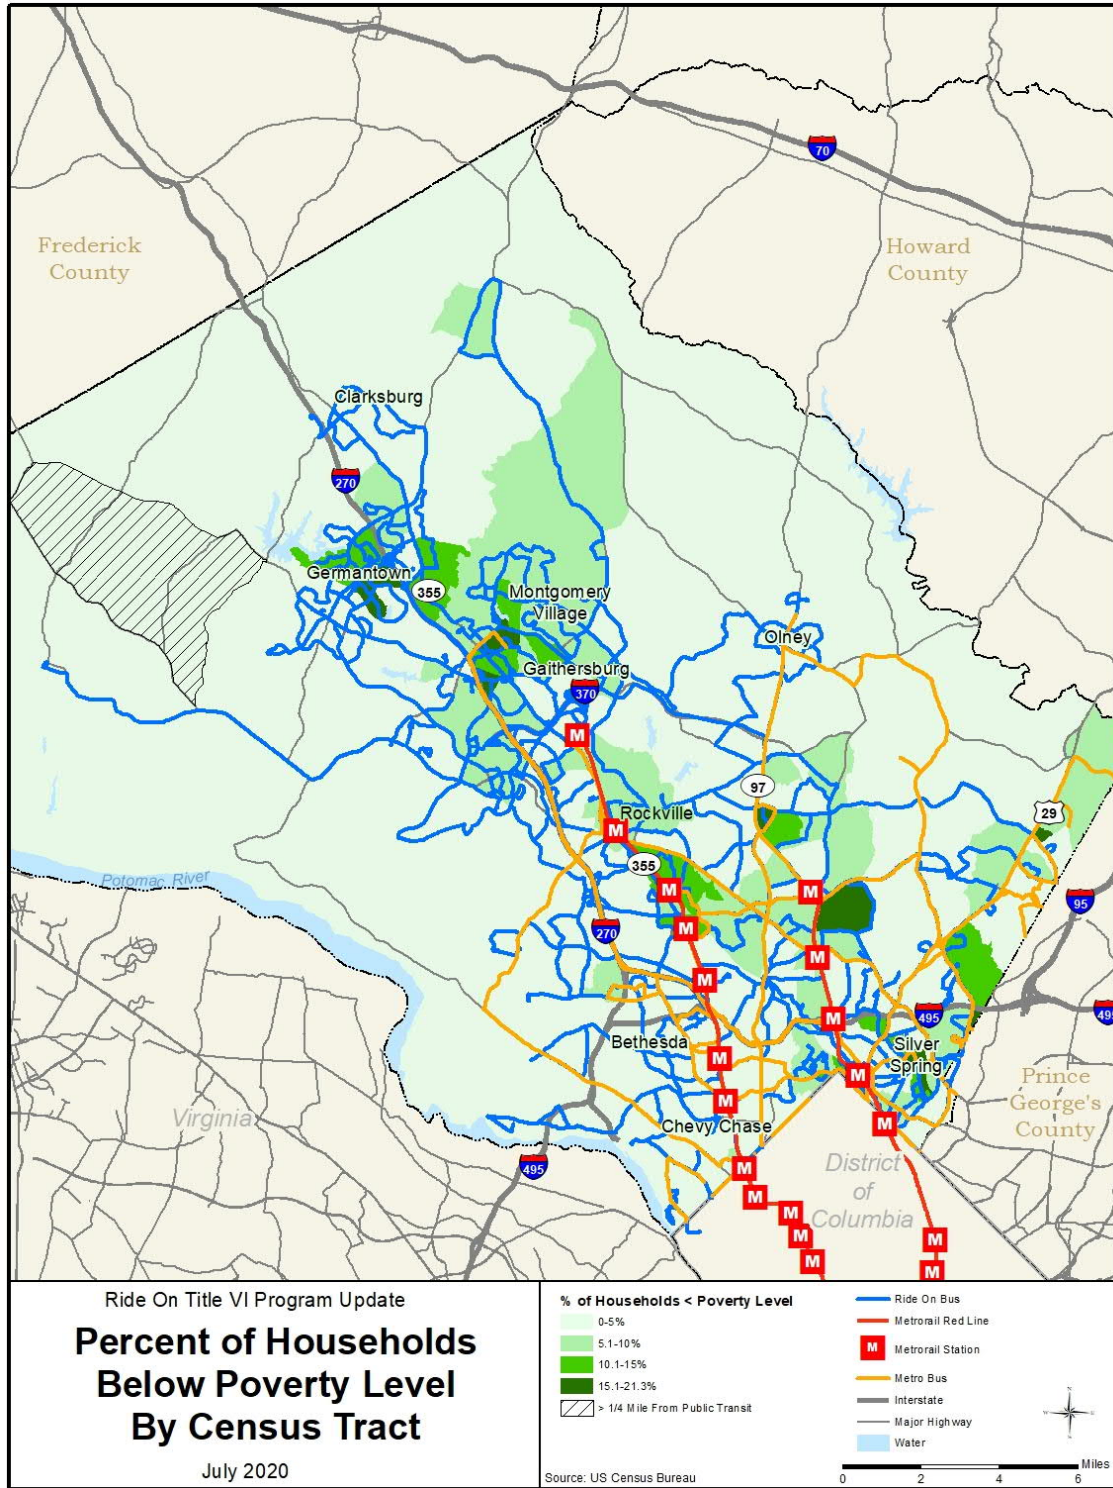 70
Frederick
County
Howard
County
Clarksburg
270
Germantown
355
Montgomery
Village
Olney
Gaithersburg
370
M
97
29
Rockville
M
355
Potomac River
M
M
95
270
M
M
M
495
495
M
Bethesda
Silver
Spring
M
M
Prince
George's
County
M
Virginia
Chevy Chase
M
495
M
District
of
Columbia
M
M
M
M
M
M
Ride On Title VI Program Update
Percent of Households
Below Poverty Level
By Census Tract
July 2020
% of Households < Poverty Level
0-5%
5.1-10%
10.1-15%
15.1-21.3%
> 1/4 Mile From Public Transit
Source: US Census Bureau
Ride On Bus
Metrorail Red Line
M Metrorail Station
Metro Bus
Interstate
Major Highway
Water
N
W E
S
Miles
0 2 4 6